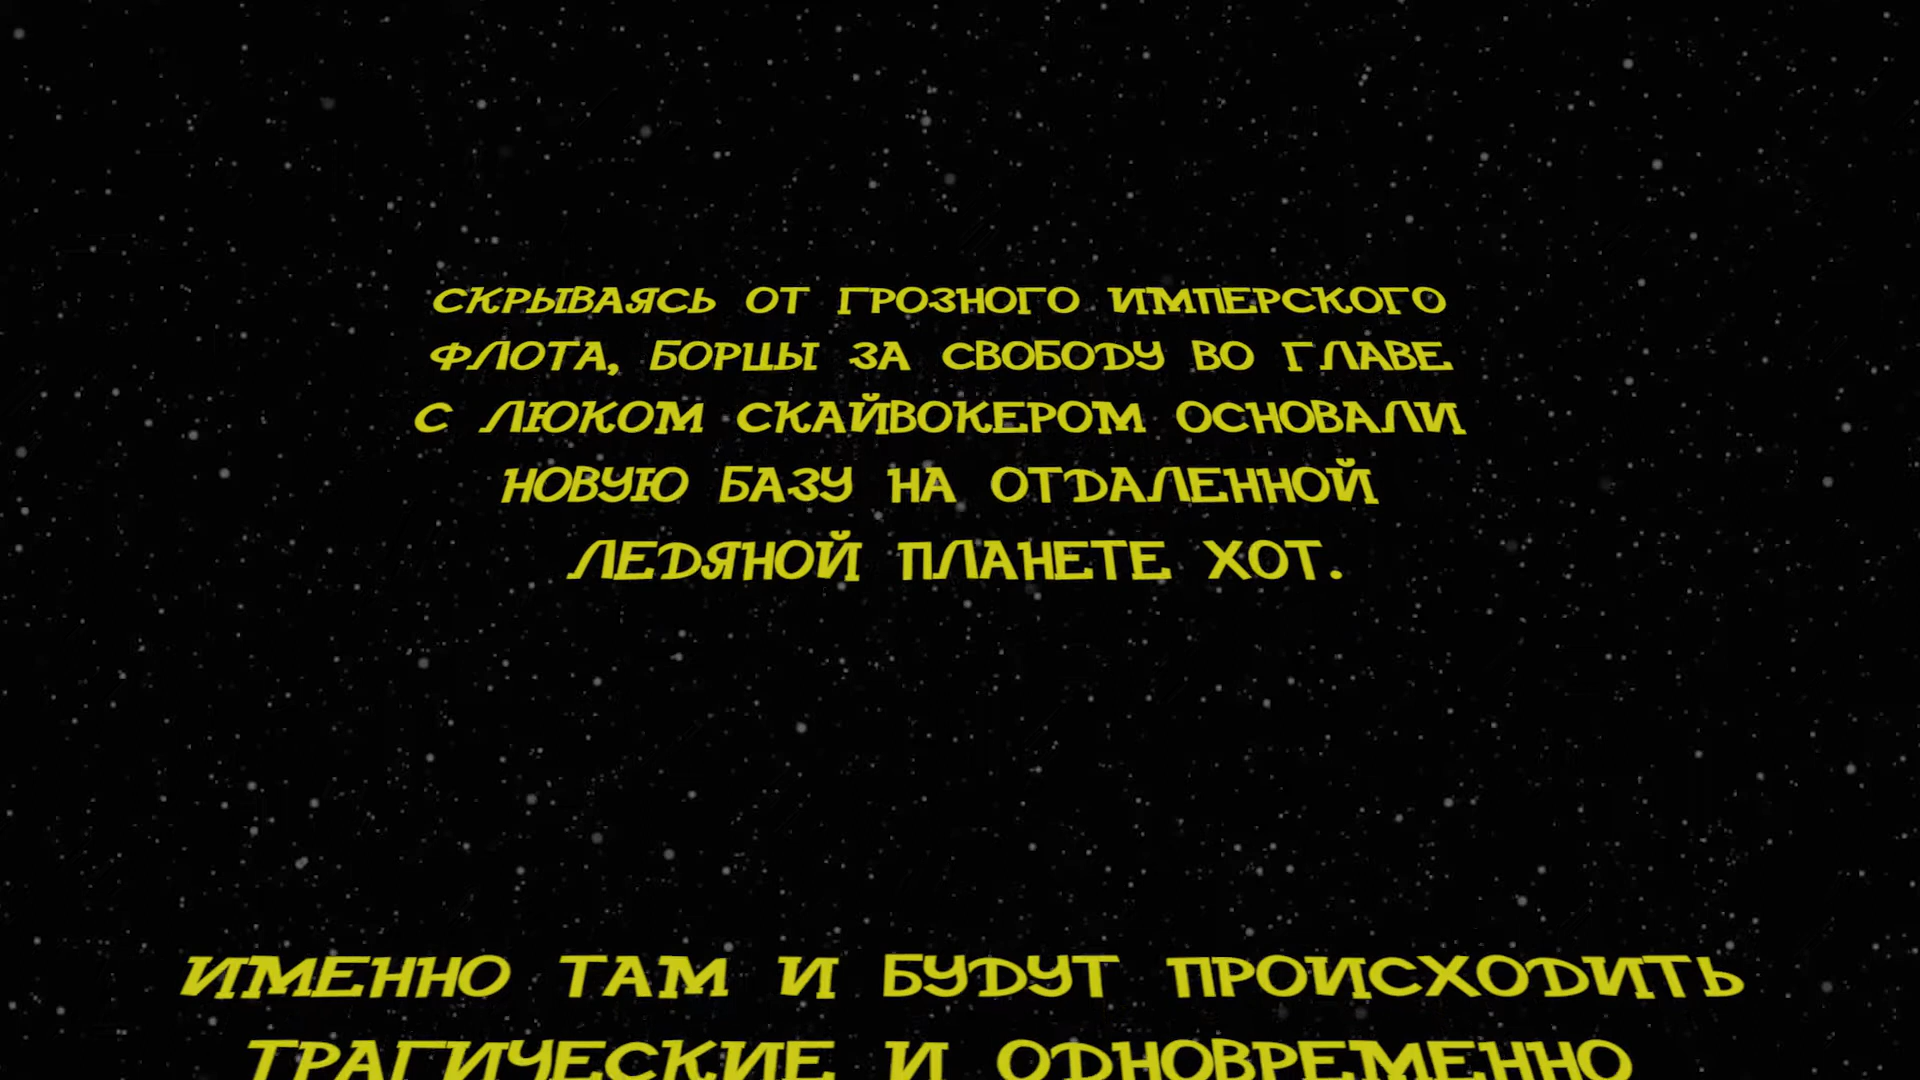 СКРЫВАЯСЬ ОТ ГРОЗНОГО ИМПЕРСКОГО
ФЛОТА, БОРЦЫ ЗА СВОБОДУ ВО ГЛАВЕ
С ЛЮКОМ СКАЙВОКЕРОМ ОСНОВАЛИ
НОВУЮ БАЗУ НА ОТДАЛЕННОЙ
ЛЕДЯНОЙ ПЛАНЕТЕ ХОТ.
ИМЕННО ТАМ И БУДУТ ПРОИСХОДИТЬ
ТРАГИЧЕСКИЕ И ОДНОВРЕМЕННО